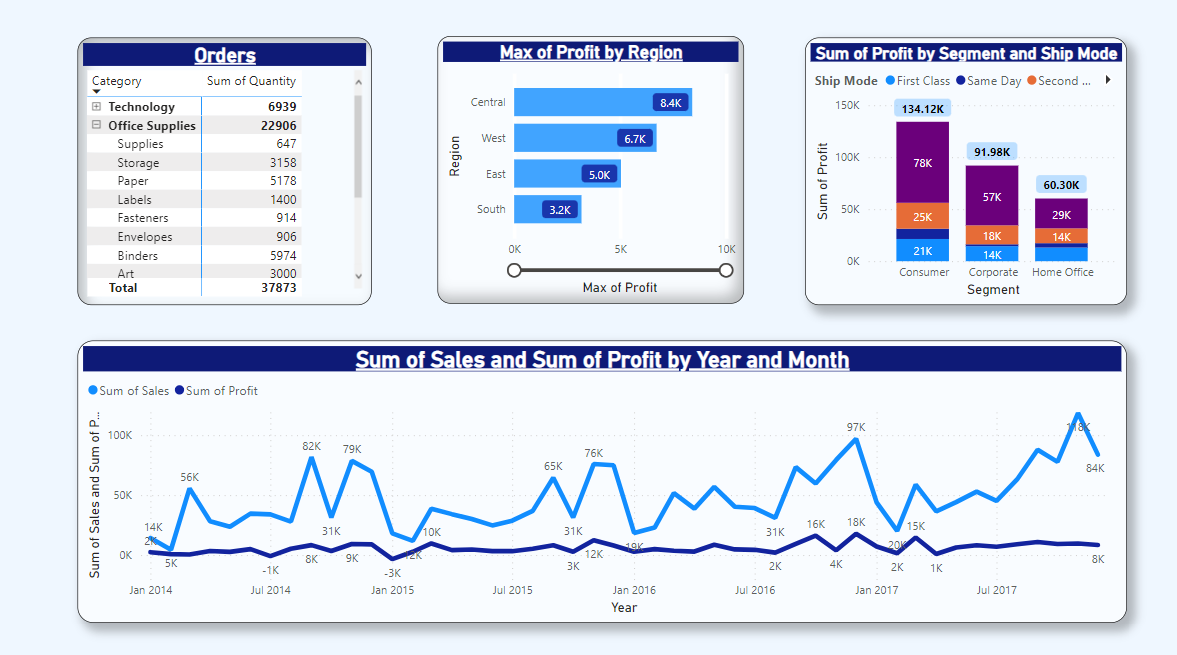 Orders
Category Sum of Quantity
Technology 6939
Office Supplies 22906
Supplies 647
Storage 3158
Paper 5178
Labels 1400
Fasteners 914
Envelopes 906
Binders 5974
Art 3000
Total 37873
Max of Profit by Region
Region
Central 8.4K
West 6.7K
East 5.0K
South 3.2K
0K 5K 10K
Max of Profit
Sum of Profit by Segment and Ship Mode
Ship Mode First Class Same Day Second ...
Sum of Profit
150K
134.12K
78K
100K
91.98K
57K
60.30K
50K
25K
18K
29K
14K
0K
21K
14K
Consumer Corporate Home Office
Segment
Sum of Sales and Sum of Profit by Year and Month
Sum of Sales Sum of Profit
Sum of Sales and Sum of P...
100K
50K
0K
14K 56K 82K 79K 65K 76K 97K 118K 84K
2K 5K -1K 31K 8K 9K -3K 10K 31K 3K 12K 19K 31K 2K 16K 4K 18K 20K 2K 15K 1K 8K
Jan 2014 Jul 2014 Jan 2015 Jul 2015 Jan 2016 Jul 2016 Jan 2017 Jul 2017
Year